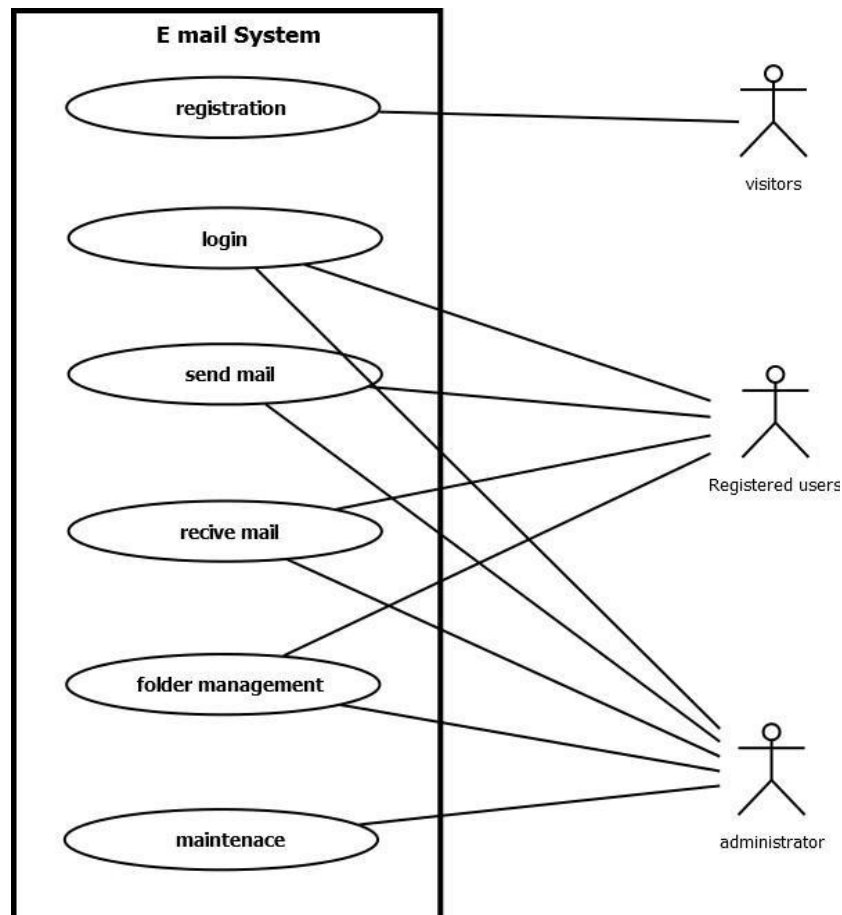 E mail System
registration
visitors
login
send mail
Registered users
recive mail
folder management
maintenace
administrator